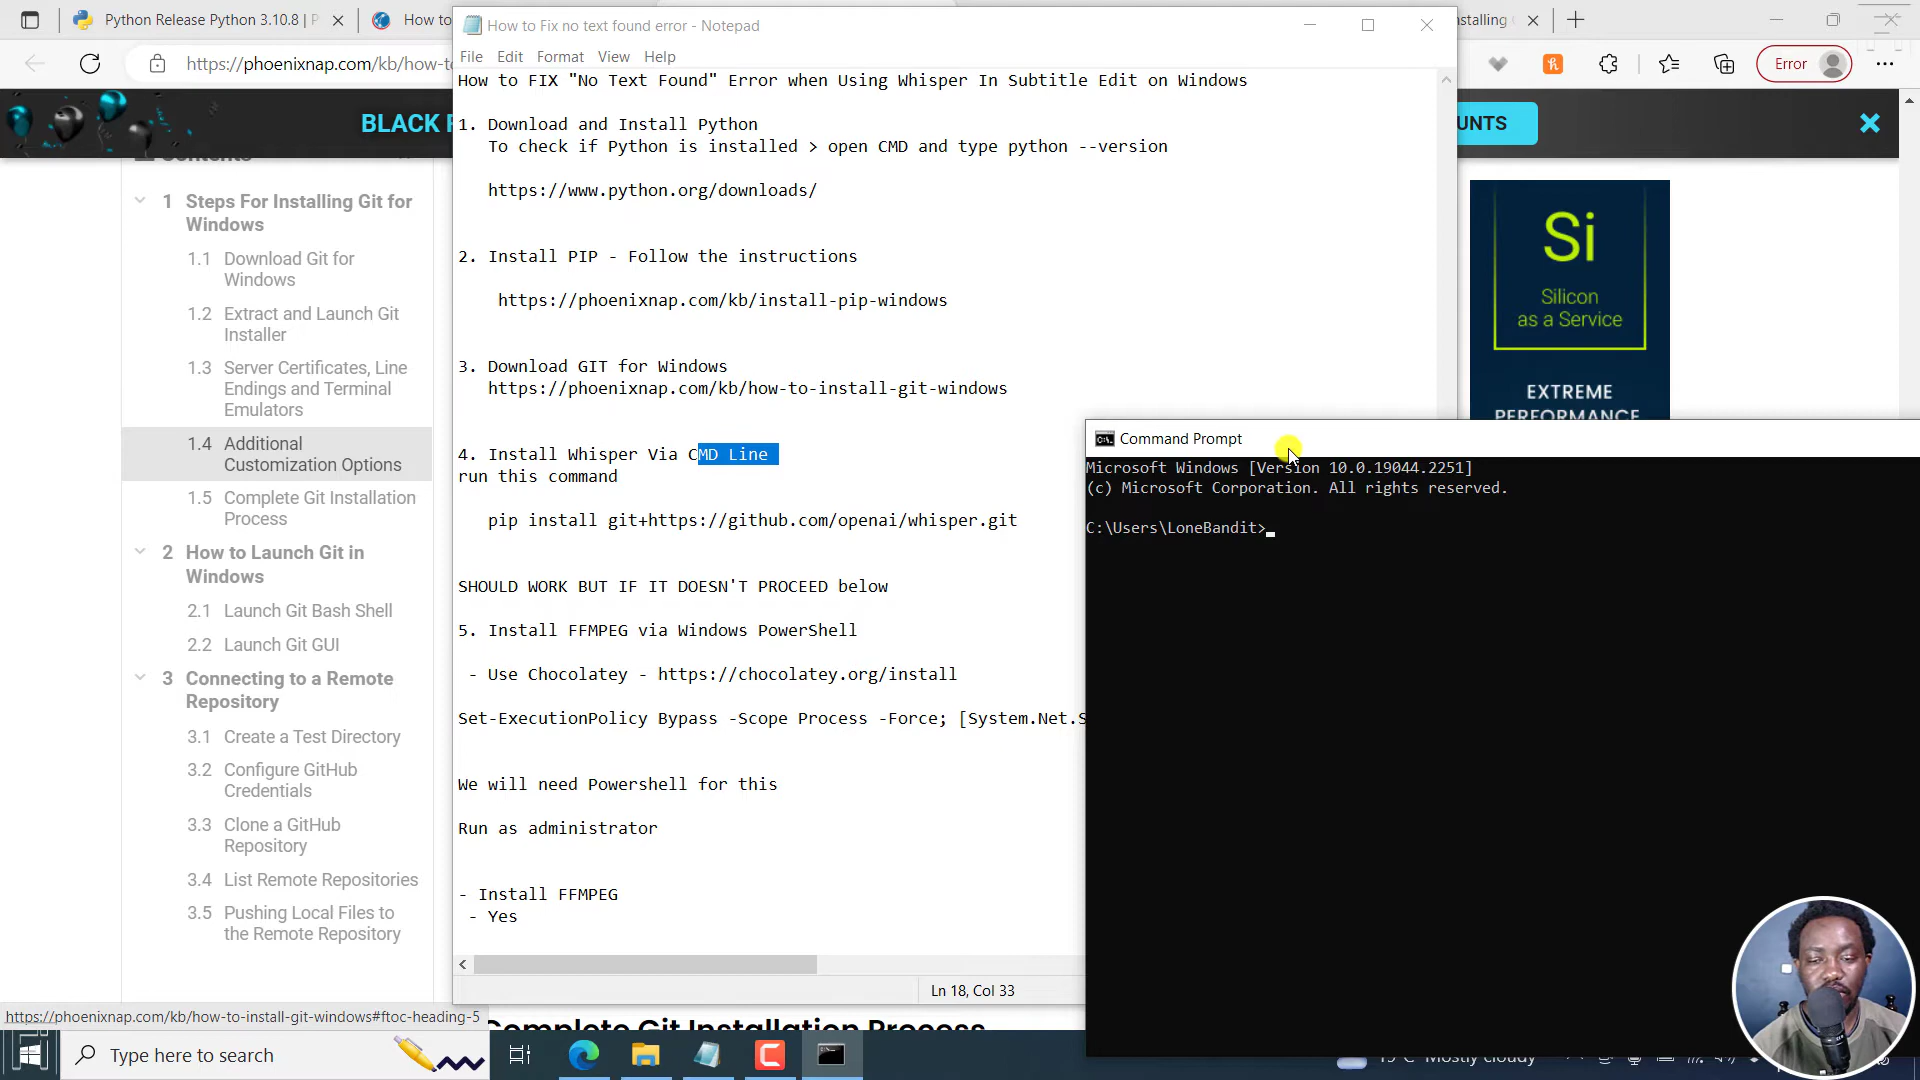 Python Release Python 3.10.8 | P
How to
How to Fix no text found error - Notepad
stalling
https://phoenixnap.com/kb/how-to
Error
File Edit Format View Help
BLACK F
UNTS
Contents
1 Steps For Installing Git for
Windows
1.1 Download Git for
Windows
1.2 Extract and Launch Git
Installer
1.3 Server Certificates, Line
Endings and Terminal
Emulators
1.4 Additional
Customization Options
1.5 Complete Git Installation
Process
2 How to Launch Git in
Windows
2.1 Launch Git Bash Shell
2.2 Launch Git GUI
3 Connecting to a Remote
Repository
3.1 Create a Test Directory
3.2 Configure GitHub
Credentials
3.3 Clone a GitHub
Repository
3.4 List Remote Repositories
3.5 Pushing Local Files to
the Remote Repository
https://phoenixnap.com/kb/how-to-install-git-windows#ftoc-heading-5
How to FIX "No Text Found" Error when Using Whisper In Subtitle Edit on Windows
1. Download and Install Python
To check if Python is installed > open CMD and type python --version
https://www.python.org/downloads/
2. Install PIP - Follow the instructions
https://phoenixnap.com/kb/install-pip-windows
3. Download GIT for Windows
https://phoenixnap.com/kb/how-to-install-git-windows
4. Install Whisper Via CMD Line
run this command
pip install git+https://github.com/openai/whisper.git
SHOULD WORK BUT IF IT DOESN'T PROCEED below
5. Install FFMPEG via Windows PowerShell
- Use Chocolatey - https://chocolatey.org/install
Set-ExecutionPolicy Bypass -Scope Process -Force; [System.Net.S
We will need Powershell for this
Run as administrator
- Install FFMPEG
- Yes
Ln 18, Col 33
Complete Git Installation Process
Si
Silicon
as a Service
EXTREME
PERFORMANCE
Command Prompt
Microsoft Windows [Version 10.0.19044.2251]
(c) Microsoft Corporation. All rights reserved.
C:\Users\LoneBandit>
Type here to search
Mostly cloudy